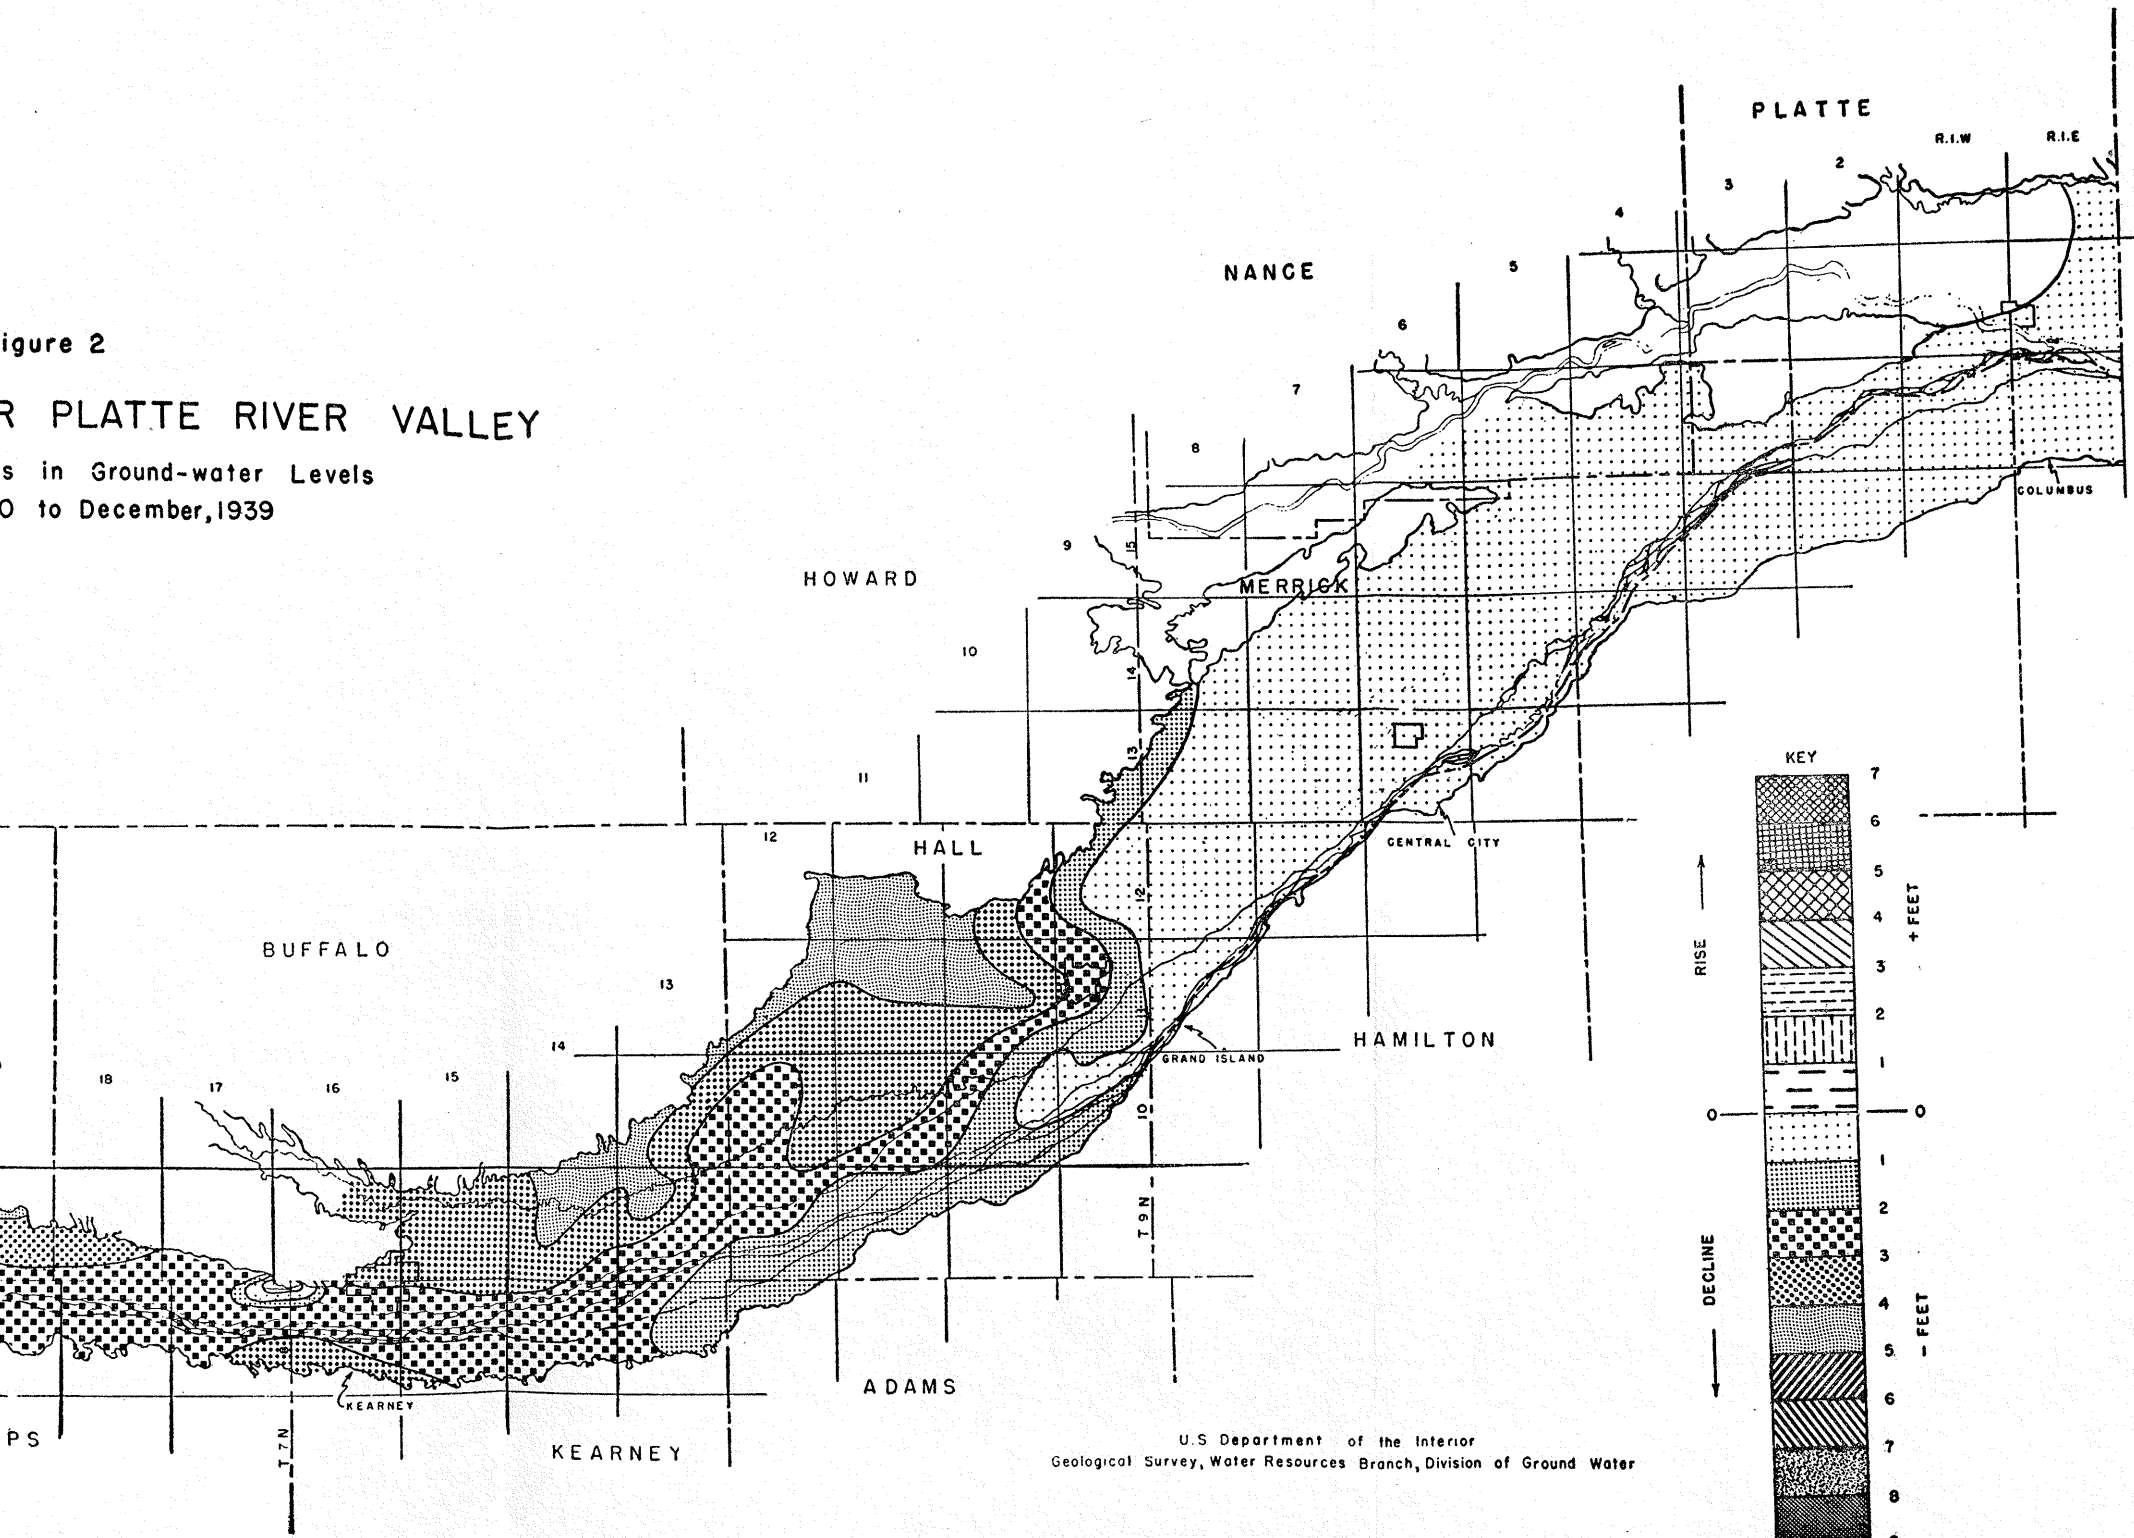 PLATTE
R.I.W
R.I.E
2
3
4
NANCE
5
6
7
8
9
igure 2
R PLATTE RIVER VALLEY
s in Ground-water Levels
O to December, 1939
COLUMBUS
15
HOWARD
MERRICK
10
14
13
11
KEY
7
6
5
4
3
2
1
0
0
1
2
3
4
5
6
7
8
RISE
+ FEET
DECLINE
- FEET
12
HALL
CENTRAL CITY
12
BUFFALO
13
11
HAMILTON
14
GRAND ISLAND
18
17
16
15
10
T 9 N
ADAMS
KEARNEY
8
PS
T 7 N
KEARNEY
U.S Department of the Interior
Geological Survey, Water Resources Branch, Division of Ground Water